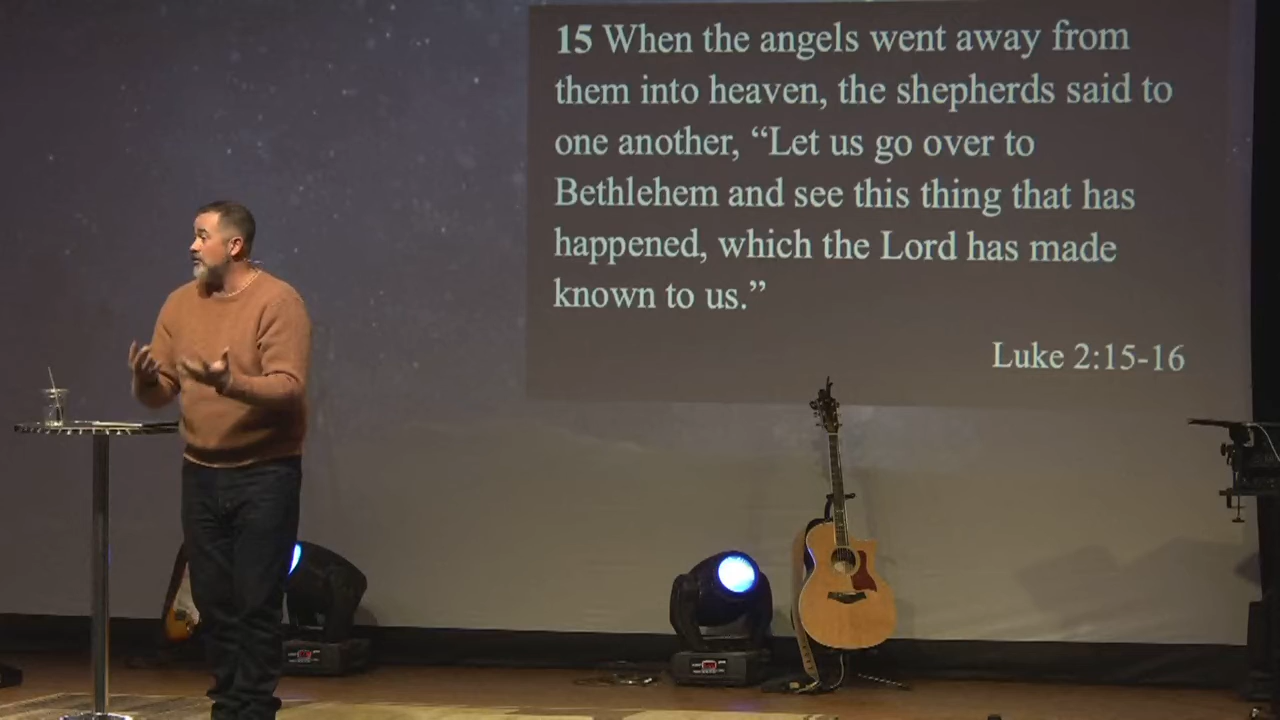 15 When the angels went away from
them into heaven, the shepherds said to
one another, “Let us go over to
Bethlehem and see this thing that has
happened, which the Lord has made
known to us.”
Luke 2:15-16